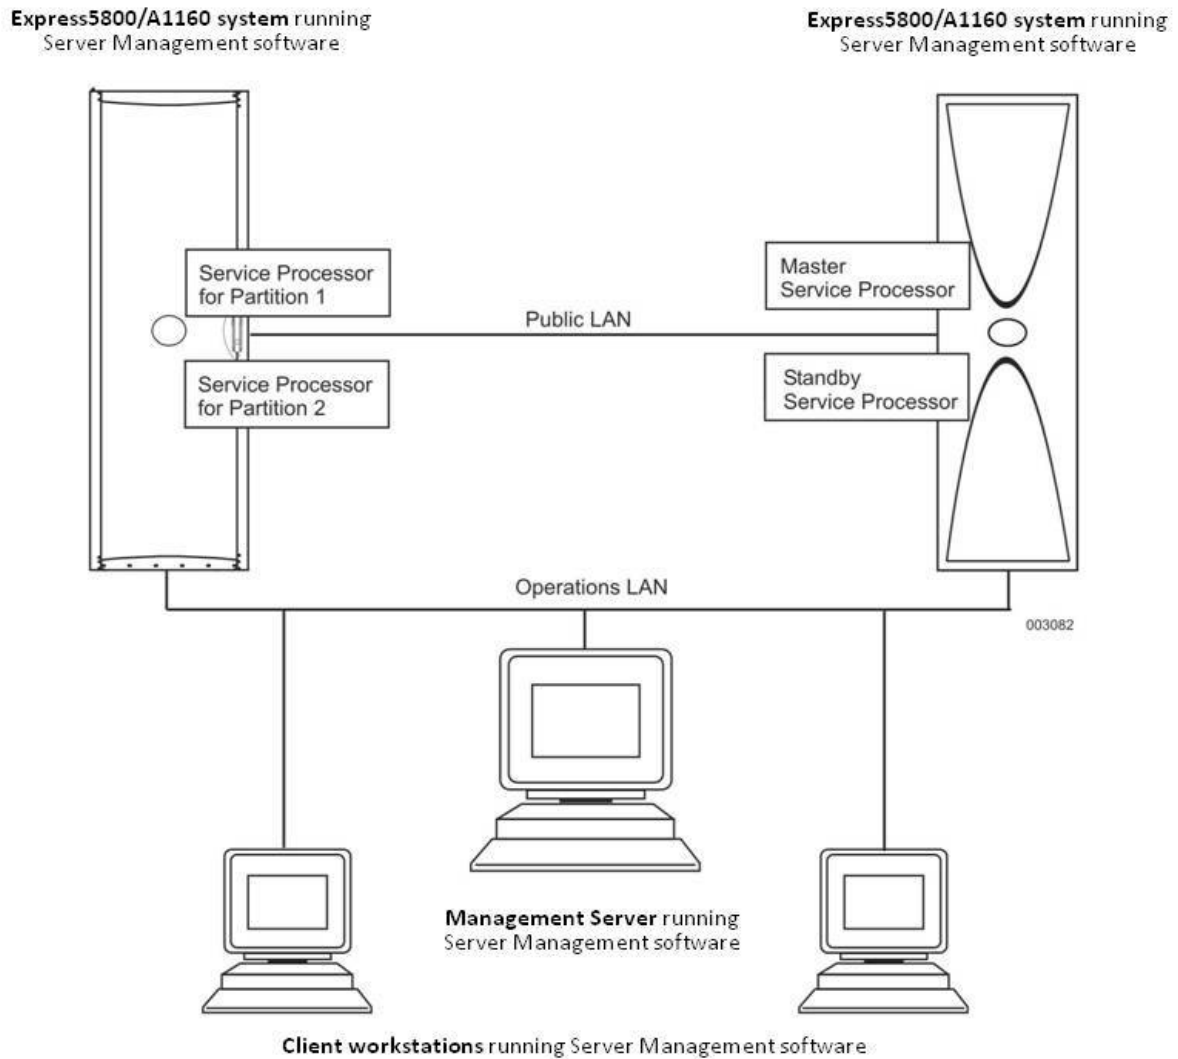 Express5800/A1160 system running
Server Management software
Express5800/A1160 system running
Server Management software
Service Processor
for Partition 1
Master
Service Processor
Public LAN
Service Processor
for Partition 2
Standby
Service Processor
Operations LAN
003082
Management Server running
Server Management software
Client workstations running Server Management software